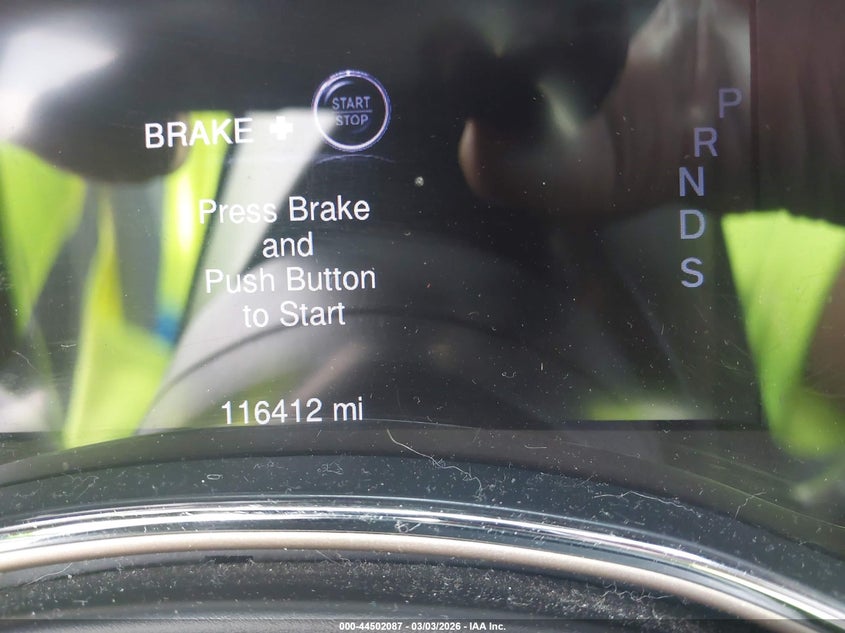 START
STOP
BRAKE +
Press Brake
and
Push Button
to Start
116412 mi
P
R
N
D
S
000-44502087 - 03/03/2026 - IAA Inc.